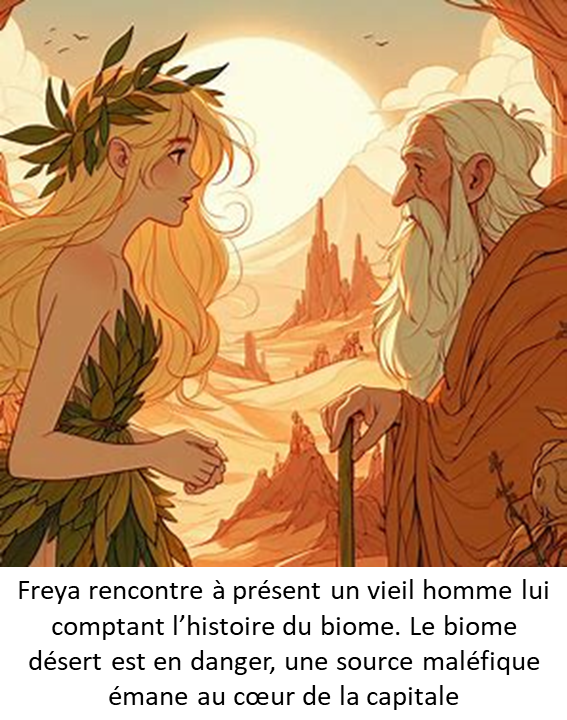 Freya rencontre à présent un vieil homme lui
comptant l’histoire du biome. Le biome
désert est en danger, une source maléfique
émane au cœur de la capitale